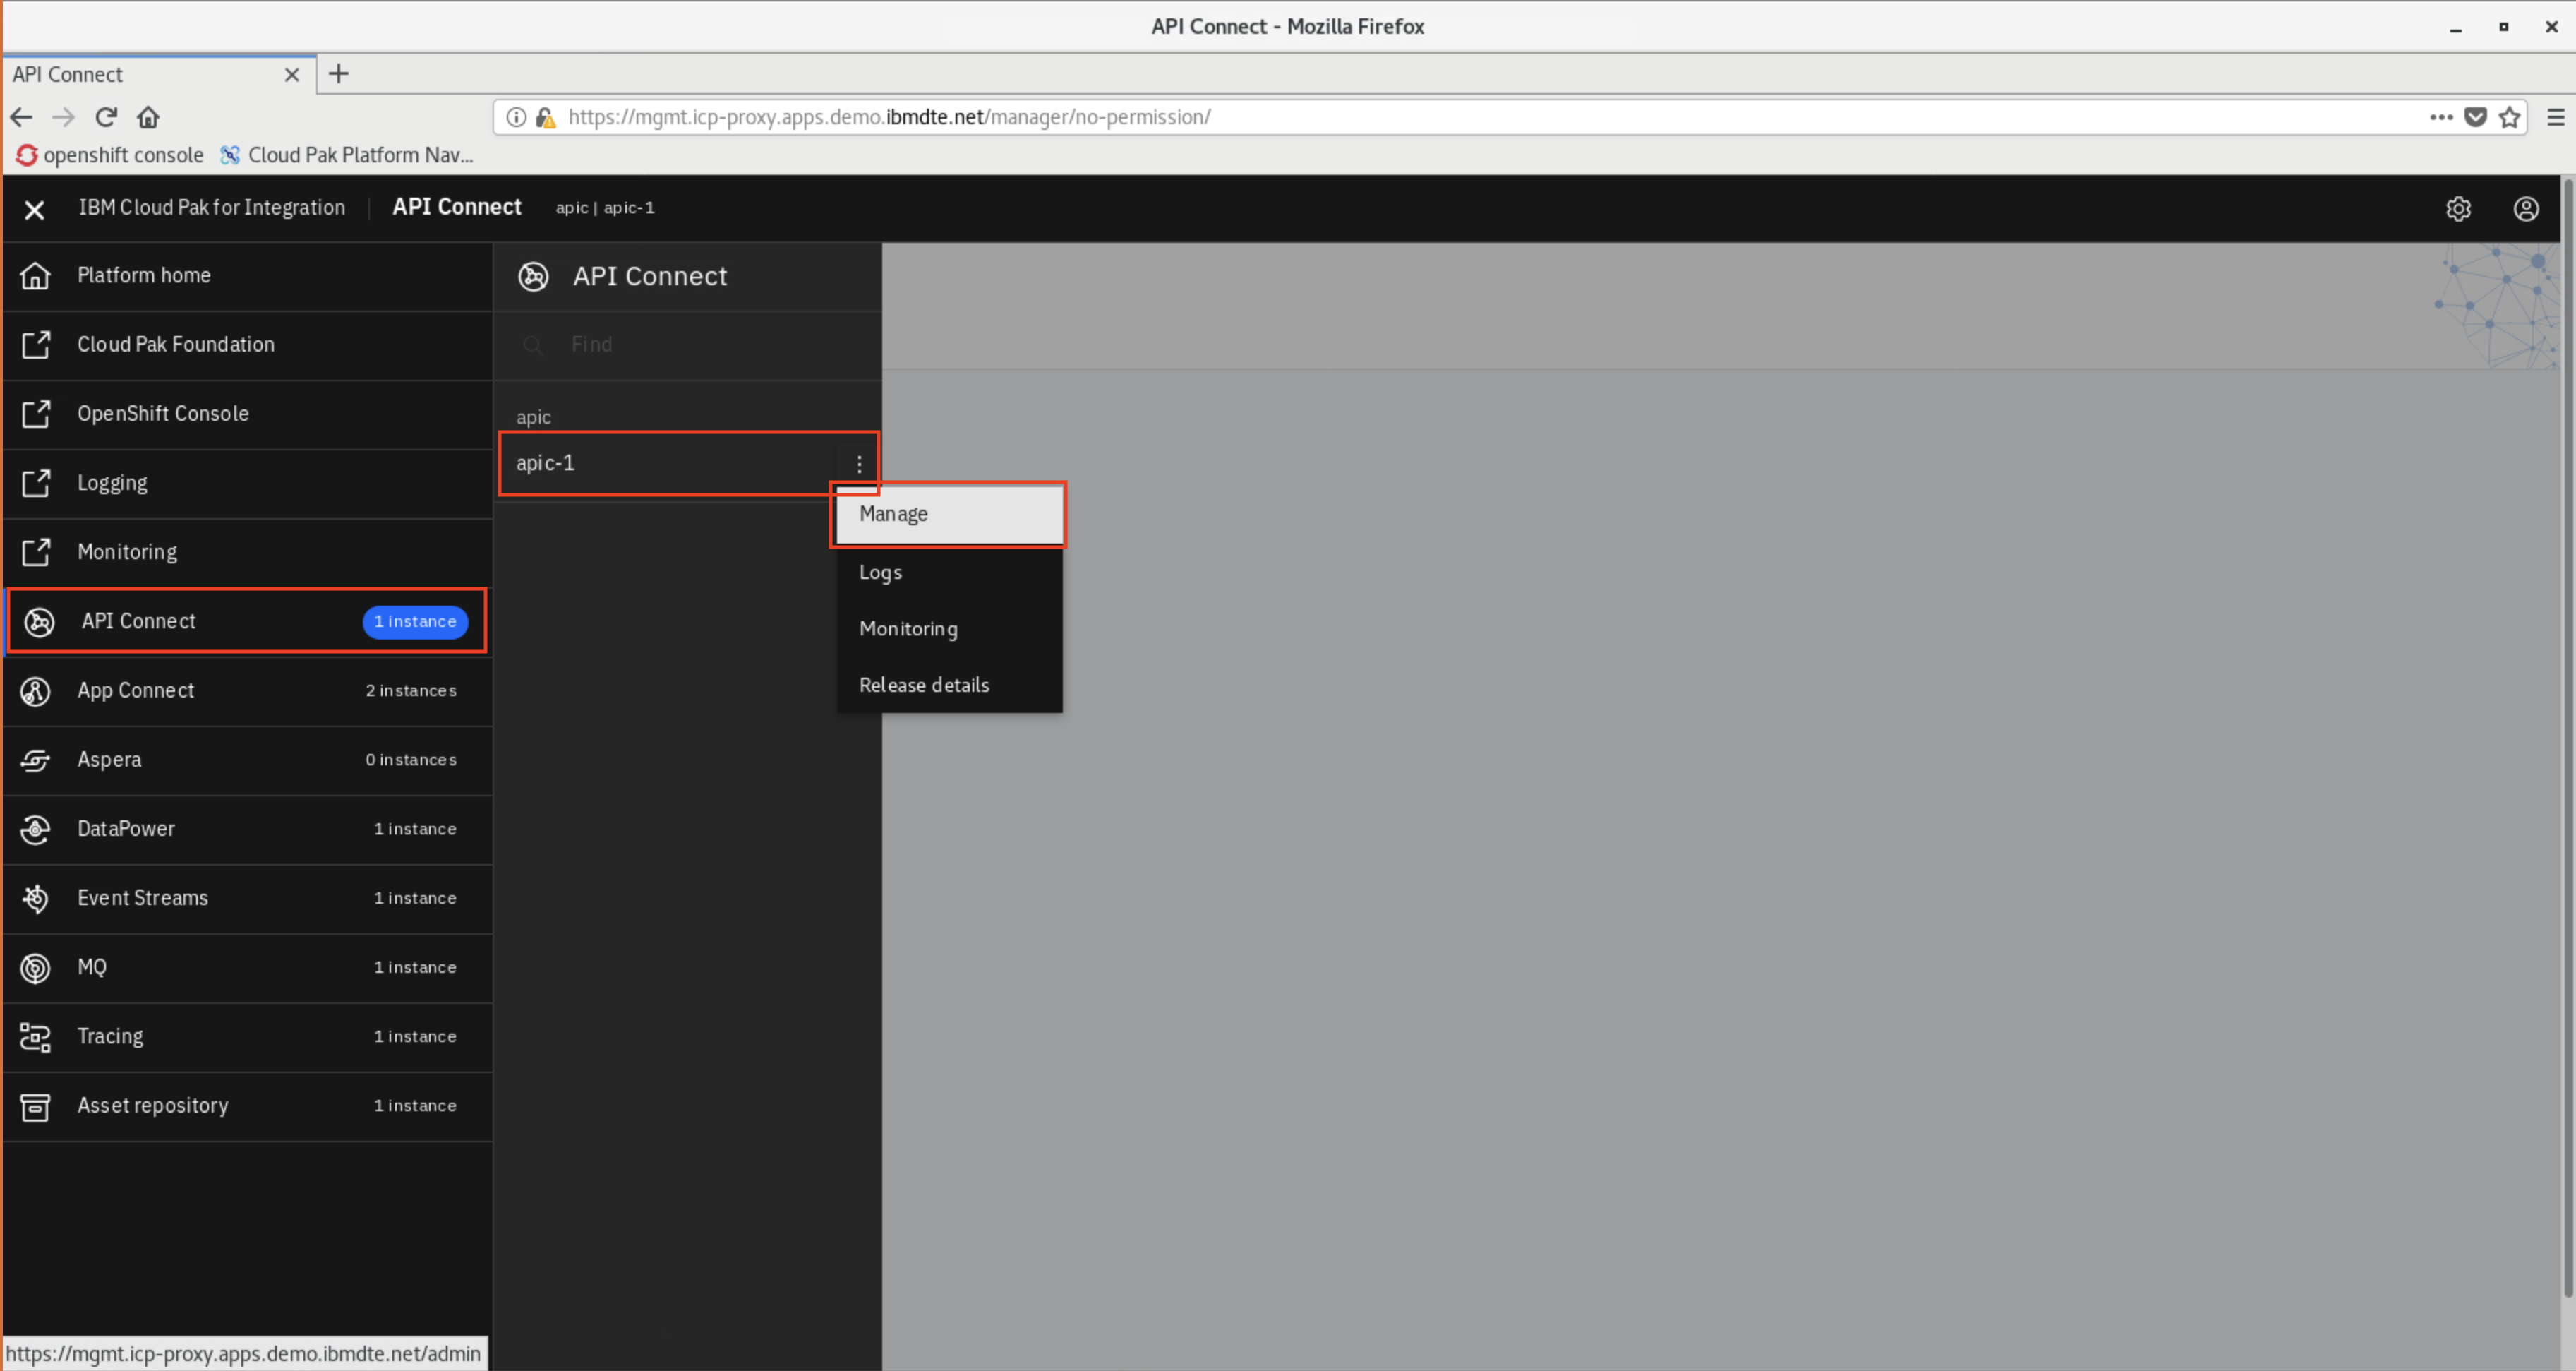 API Connect - Mozilla Firefox
API Connect
https://mgmt.icp-proxy.apps.demo.ibmdte.net/manager/no-permission/
openshift console
Cloud Pak Platform Nav...
IBM Cloud Pak for Integration
API Connect
apic | apic-1
Platform home
Cloud Pak Foundation
OpenShift Console
Logging
Monitoring
API Connect 1 instance
App Connect 2 instances
Aspera 0 instances
DataPower 1 instance
Event Streams 1 instance
MQ 1 instance
Tracing 1 instance
Asset repository 1 instance
API Connect
Find
apic
apic-1
Manage
Logs
Monitoring
Release details
https://mgmt.icp-proxy.apps.demo.ibmdte.net/admin